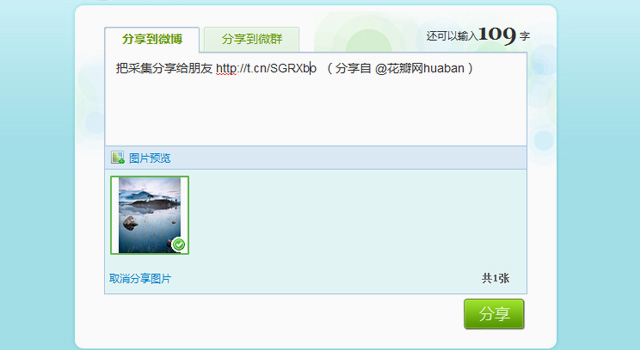 分享到微博 分享到微群 还可以输入109字
把采集分享给朋友 http://t.cn/SGRXbo （分享自 @花瓣网huaban）
图片预览
取消分享图片 共1张
分享